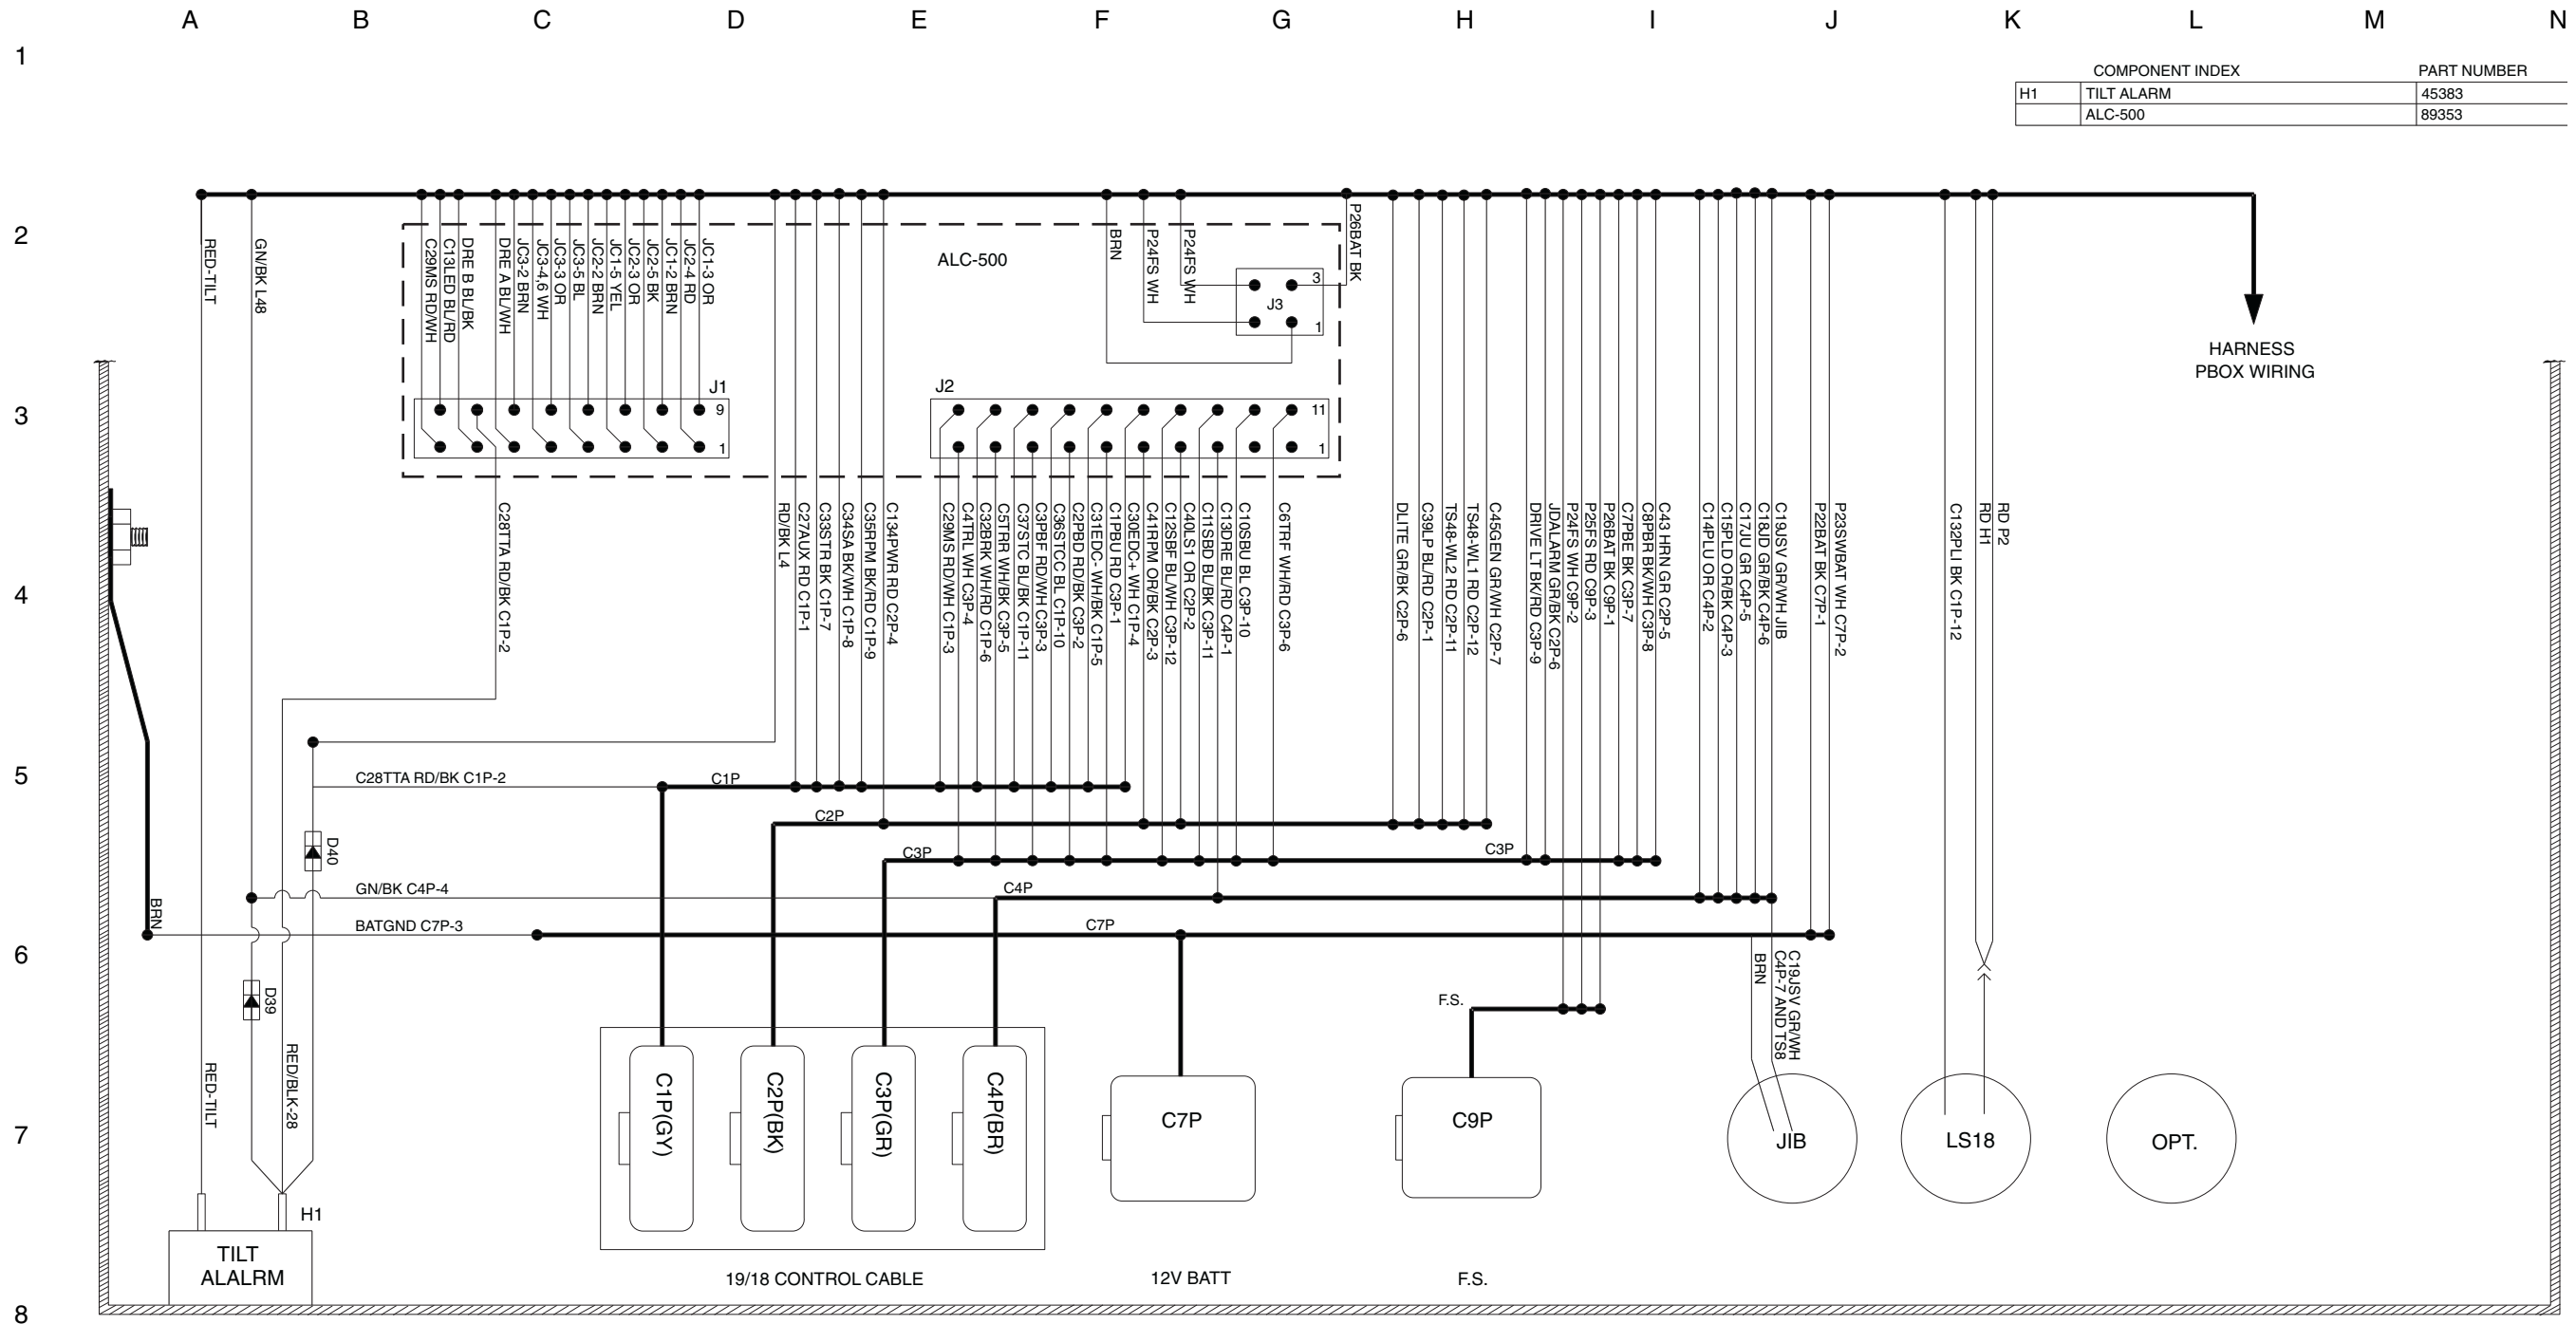 A B C D E F G H I J K L M N
1
COMPONENT INDEX PART NUMBER
H1 TILT ALARM 45383
ALC-500 89353
2
RED-TILT
GN/BK L48
C29MS RD/WH
C13LED BL/RD
DRE B BL/BK
DRE A BL/WH
JC3-2 BRN
JC3-4,6 WH
JC3-3 OR
JC3-5 BL
JC2-2 BRN
JC1-5 YEL
JC2-3 OR
JC2-5 BK
JC1-2 BRN
JC2-4 RD
JC1-3 OR
ALC-500
BRN
P24FS WH
P24FS WH
P26BAT BK
3
J3
1
HARNESS
PBOX WIRING
3
J1
9
1
J2
11
1
4
C28TTA RD/BK C1P-2
RD/BK L4
C27AUX RD C1P-1
C33STR BK C1P-7
C34SA BK/WH C1P-8
C35RPM BK/RD C1P-9
C134PWR RD C2P-4
C29MS RD/WH C1P-3
C4TRL WH C3P-4
C32BRK WH/RD C1P-6
C5TRR WH/BK C3P-5
C37STC BL/BK C1P-11
C3PBF RD/WH C3P-3
C36STCC BL C1P-10
C2PBD RD/BK C3P-2
C31EDC- WH/BK C1P-5
C1PBU RD C3P-1
C30EDC+ WH C1P-4
C41RPM OR/BK C2P-3
C12SBF BL/WH C3P-12
C40LS1 OR C2P-2
C11SBD BL/BK C3P-11
C13DRE BL/RD C4P-1
C10SBU BL C3P-10
C6TRF WH/RD C3P-6
DLITE GR/BK C2P-6
C39LP BL/RD C2P-1
TS48-WL2 RD C2P-11
TS48-WL1 RD C2P-12
C45GEN GR/WH C2P-7
DRIVE LT BK/RD C3P-9
JDALARM GR/BK C2P-6
P24FS WH C9P-2
P25FS RD C9P-3
P26BAT BK C9P-1
C7PBE BK C3P-7
C8PBR BK/WH C3P-8
C43 HRN GR C2P-5
C14PLU OR C4P-2
C15PLD OR/BK C4P-3
C17JU GR C4P-5
C18JD GR/BK C4P-6
C19JSV GR/WH JIB
P22BAT BK C7P-1
P23SWBAT WH C7P-2
C132PLI BK C1P-12
RD H1
RD P2
5
C28TTA RD/BK C1P-2
C1P
C2P
D40
C3P
C3P
GN/BK C4P-4
C4P
BRN
BATGND C7P-3
C7P
6
D39
BRN
C19JSV GR/WH
C4P-7 AND TS8
F.S.
7
RED-TILT
RED/BLK-28
C1P(GY)
C2P(BK)
C3P(GR)
C4P(BR)
C7P
C9P
JIB
LS18
OPT.
H1
TILT
ALALRM
19/18 CONTROL CABLE
12V BATT
F.S.
8